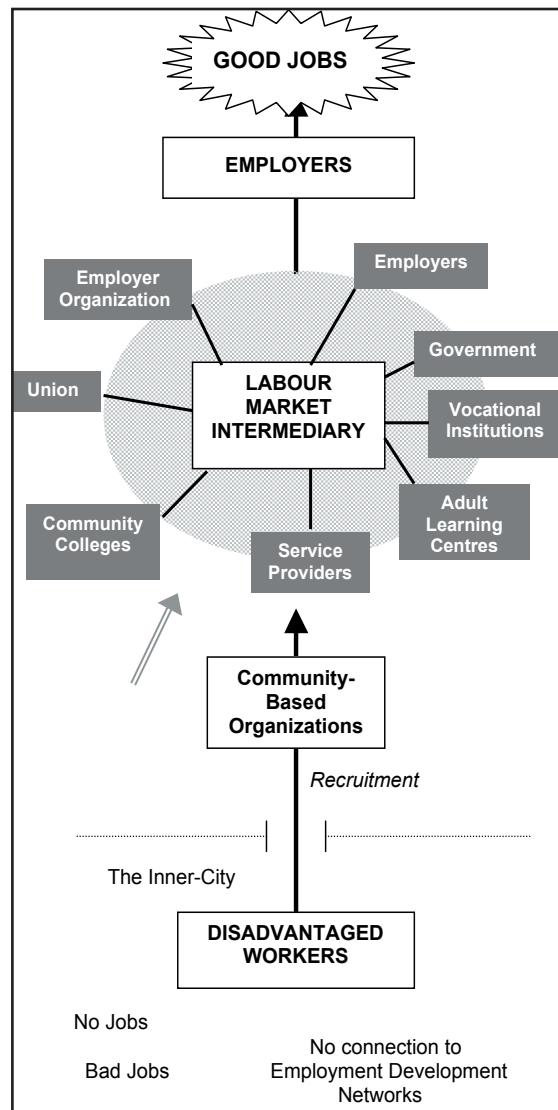 GOOD JOBS
EMPLOYERS
Employer
Organization
Employers
Government
Union
LABOUR
MARKET
INTERMEDIARY
Vocational
Institutions
Community
Colleges
Service
Providers
Adult
Learning
Centres
Community-
Based
Organizations
Recruitment
The Inner-City
DISADVANTAGED
WORKERS
No Jobs
Bad Jobs
No connection to
Employment Development
Networks